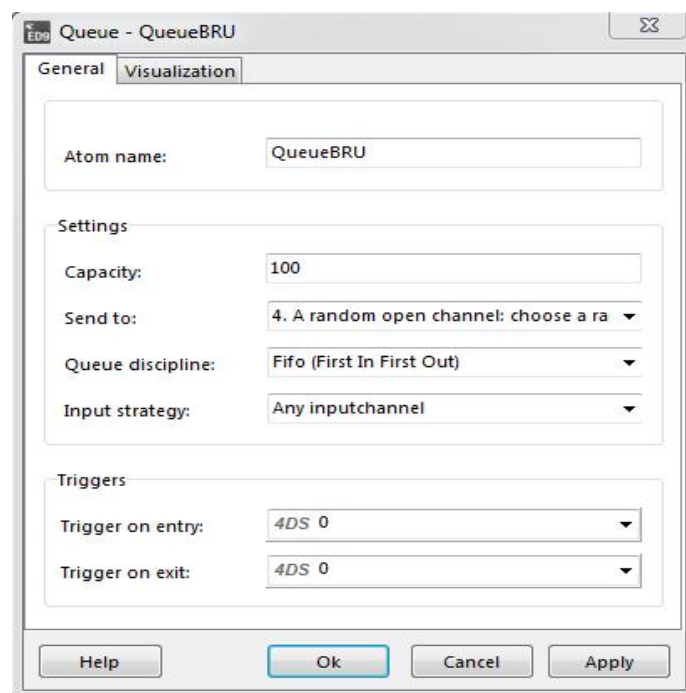 ED9 Queue - QueueBRU
General Visualization
Atom name: QueueBRU
Settings
Capacity: 100
Send to: 4. A random open channel: choose a ra
Queue discipline: Fifo (First In First Out)
Input strategy: Any inputchannel
Triggers
Trigger on entry: 4DS 0
Trigger on exit: 4DS 0
Help Ok Cancel Apply